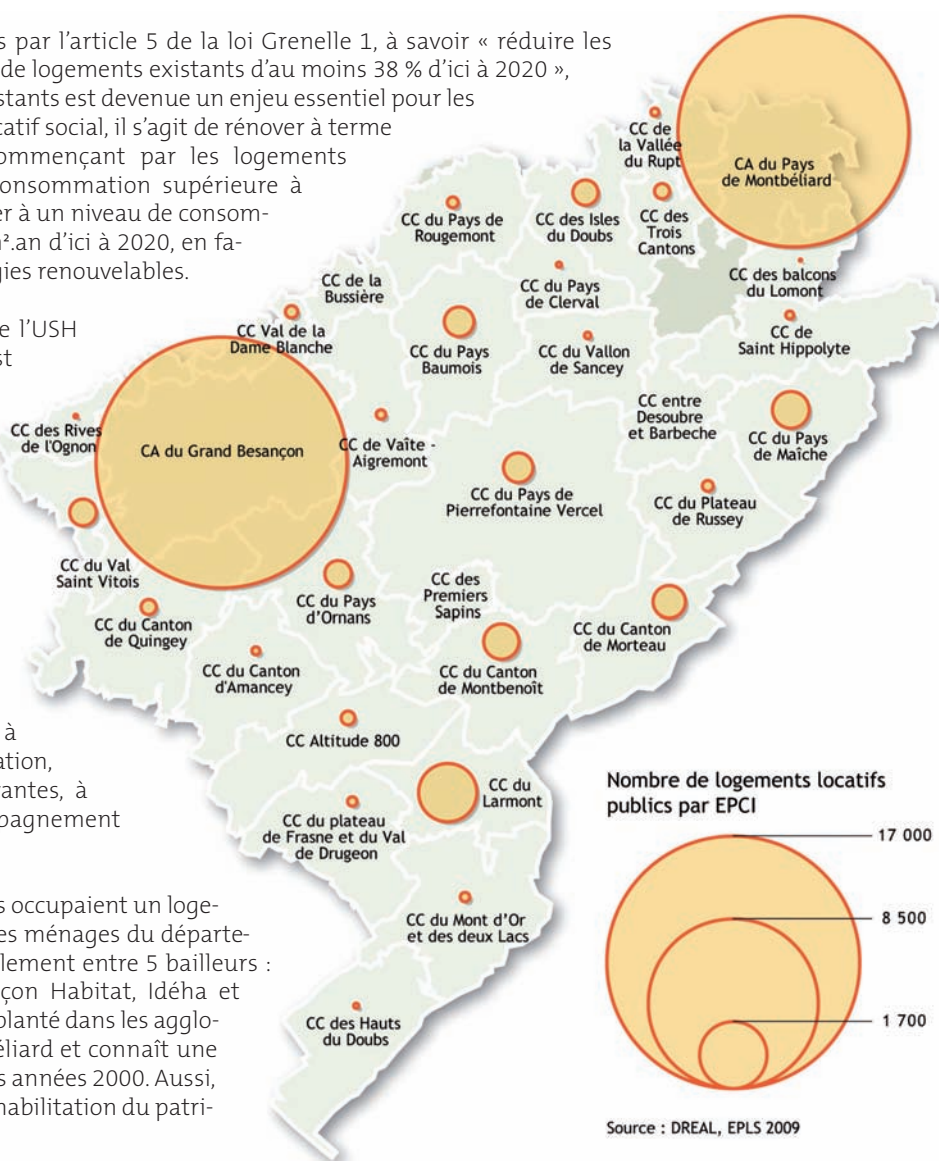 s par l'article 5 de la loi Grenelle 1, à savoir « réduire les
de logements existants d'au moins 38 % d'ici à 2020 »,
stants est devenue un enjeu essentiel pour les
catif social, il s'agit de rénover à terme
ommençant par les logements
onsommation supérieure à
er à un niveau de consom-
n².an d'ici à 2020, en fa-
gies renouvelables.
e l'USH
st
à
ation,
antes, à
pagnement
s occupaient un loge-
es ménages du départe-
lement entre 5 bailleurs :
çon Habitat, Idéha et
planté dans les agglo-
éliard et connaît une
s années 2000. Aussi,
habilitation du patri-
CC de
la Vallée
du Rupt
CA du Pays
de Montbéliard
CC du Pays de
Rougemont
CC des Isles
du Doubs
CC des
Trois
Cantons
CC de la
Bussière
CC du Pays
de Clerval
CC des balcons
du Lomont
CC Val de la
Dame Blanche
CC du Pays
Baumois
CC du Vallon
de Sancey
CC de
Saint Hippolyte
CC des Rives
de l'Ognon
CA du Grand Besançon
CC de Vaîte -
Aigremont
CC entre
Desoubre
et Barbeche
CC du Pays
de Maîche
CC du Pays de
Pierrefontaine Vercel
CC du Plateau
de Russey
CC du Val
Saint Vitois
CC du Canton
de Quingey
CC du Pays
d'Ornans
CC des
Premiers
Sapins
CC du Canton
de Morteau
CC du Canton
d'Amancey
CC du Canton
de Montbenoît
CC Altitude 800
CC du
Larmont
CC du plateau
de Frasne et du Val
de Drugeon
CC du Mont d'Or
et des deux Lacs
CC des Hauts
du Doubs
Nombre de logements locatifs
publics par EPCI
17 000
8 500
1 700
Source : DREAL, EPLS 2009